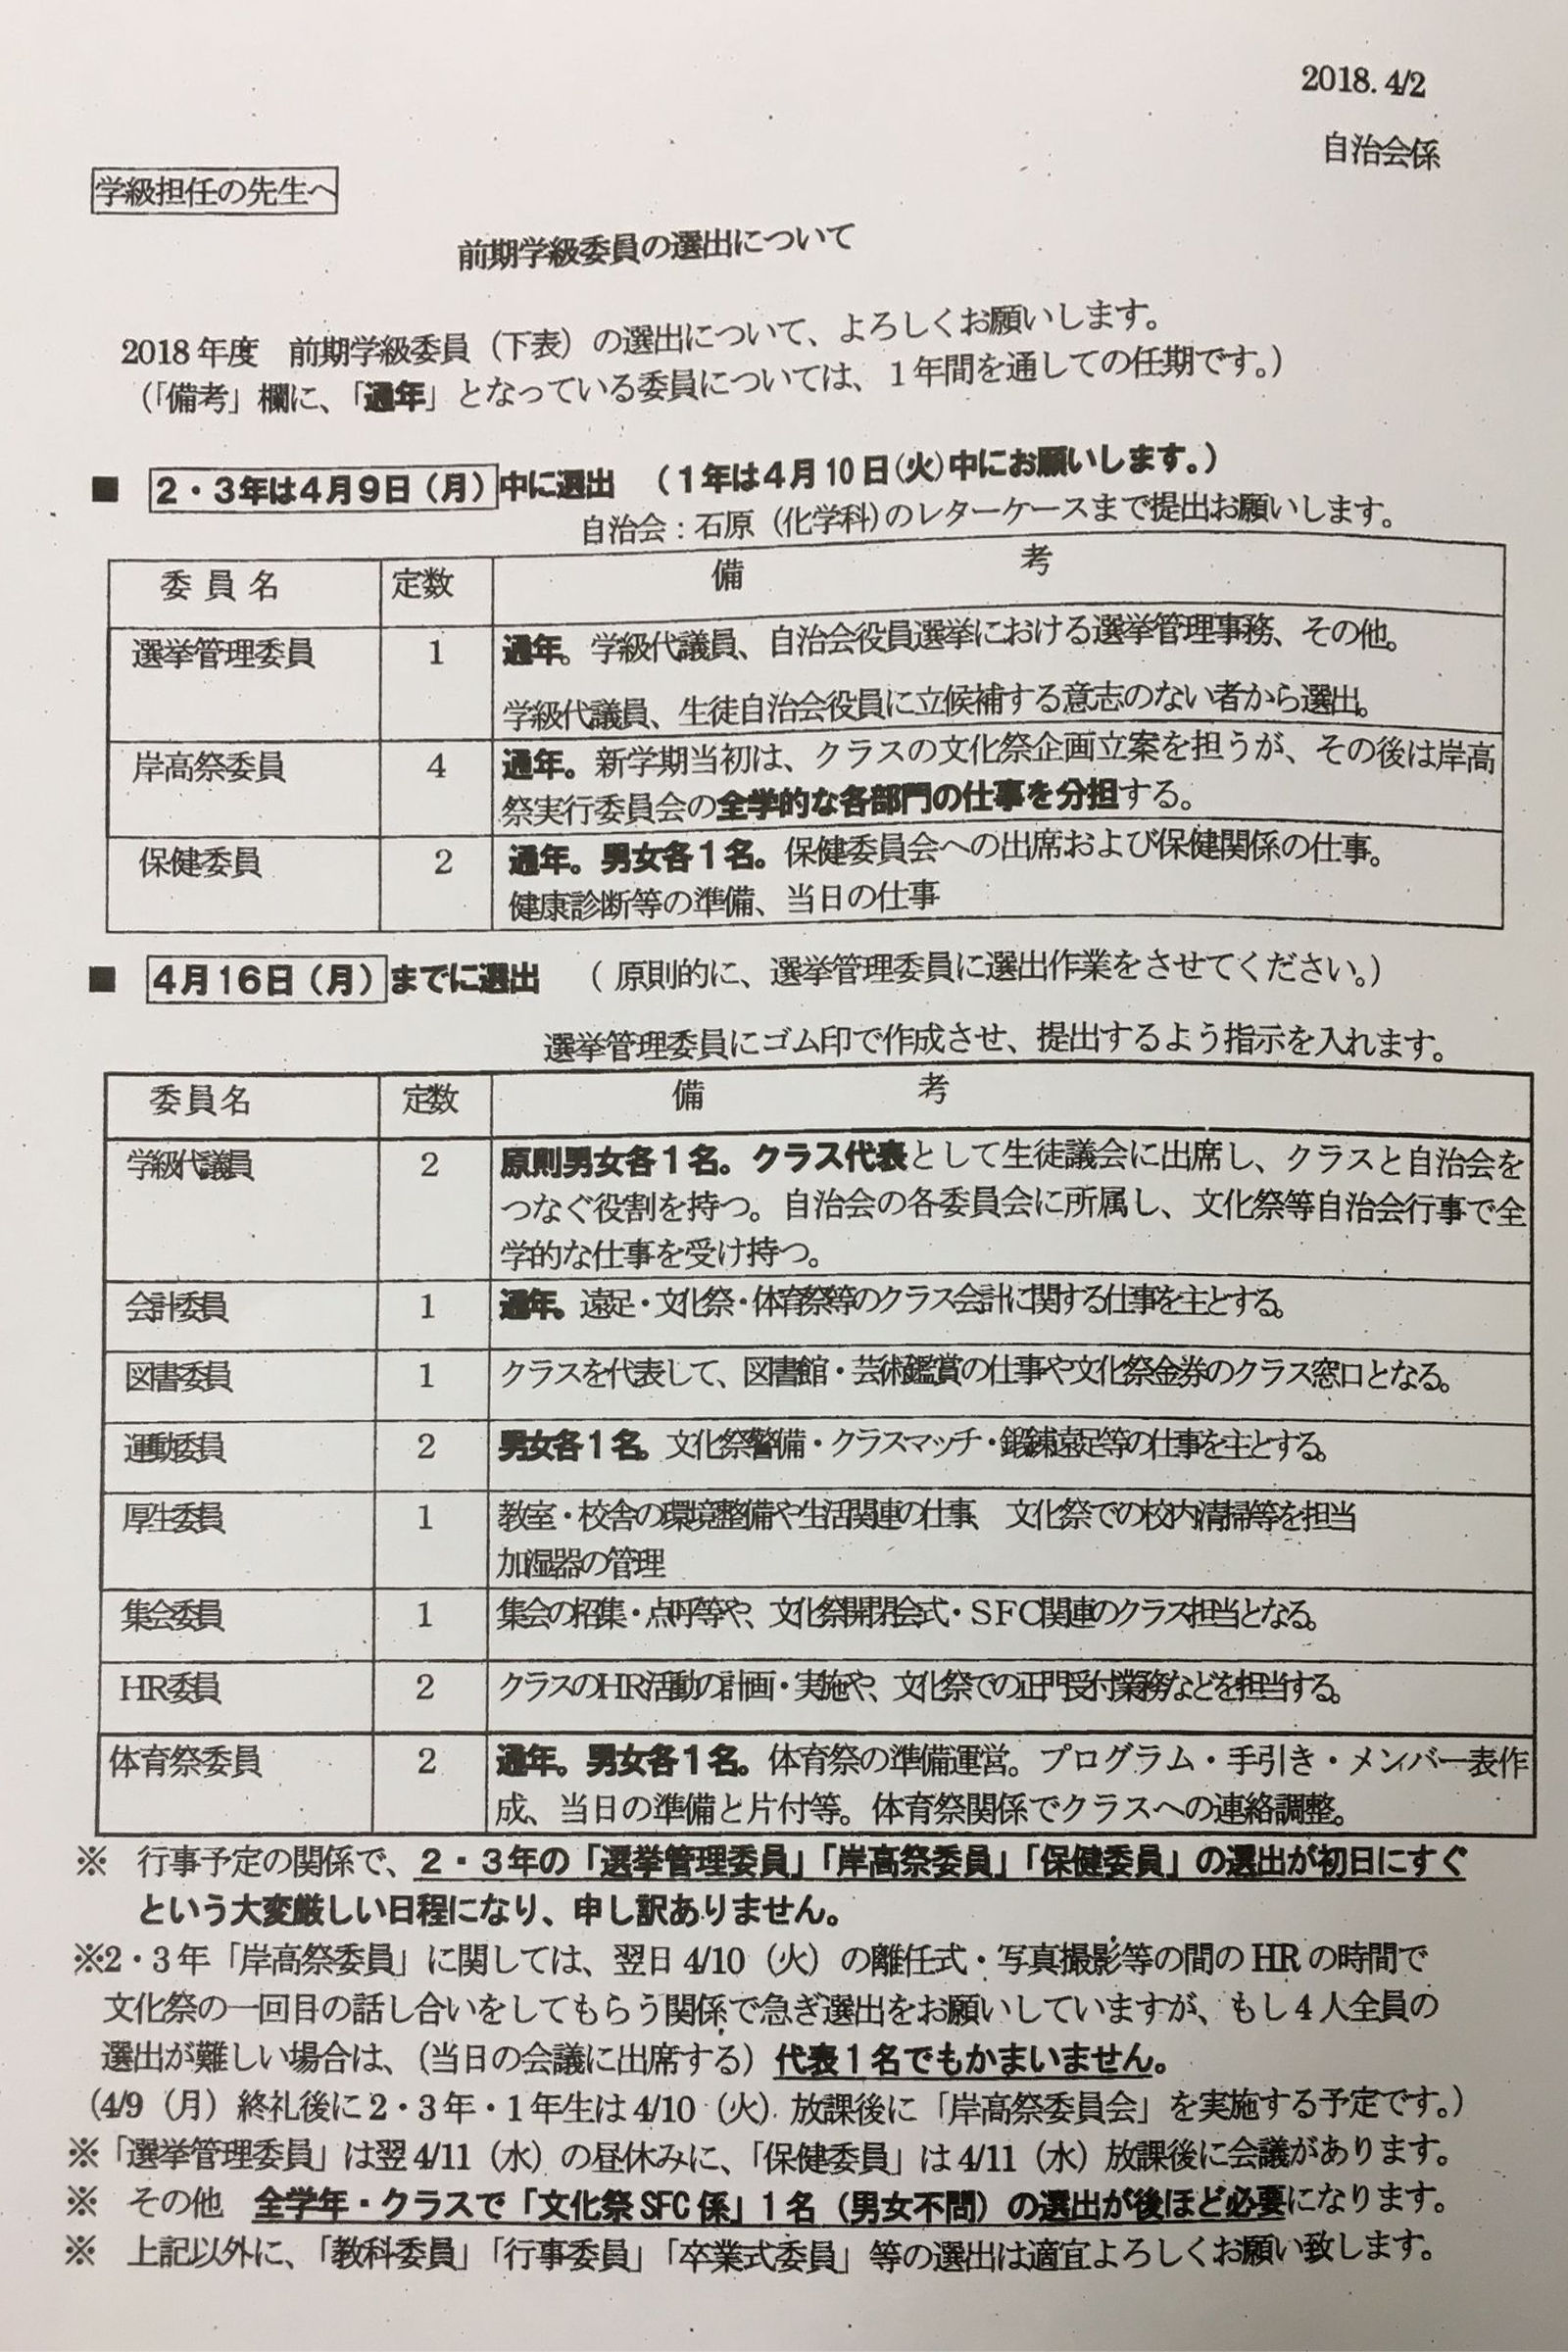 2018. 4/2
自治会係
学級担任の先生へ
前期学級委員の選出について
2018年度　前期学級委員（下表）の選出について、よろしくお願いします。
（「備考」欄に、「通年」となっている委員については、1年間を通しての任期です。）
■　2・3年は4月9日（月）中に選出　（1年は4月10日(火)中にお願いします。）
自治会：石原（化学科)のレターケースまで提出お願いします。
委員名　定数　備　考
選挙管理委員　1　通年。学級代議員、自治会役員選挙における選挙管理事務、その他。
学級代議員、生徒自治会役員に立候補する意志のない者から選出。
岸高祭委員　4　通年。新学期当初は、クラスの文化祭企画立案を担うが、その後は岸高
祭実行委員会の全学的な各部門の仕事を分担する。
保健委員　2　通年。男女各1名。保健委員会への出席および保健関係の仕事。
健康診断等の準備、当日の仕事
■　4月16日（月）までに選出　（原則的に、選挙管理委員に選出作業をさせてください。）
選挙管理委員にゴム印で作成させ、提出するよう指示を入れます。
委員名　定数　備　考
学級代議員　2　原則男女各1名。クラス代表として生徒議会に出席し、クラスと自治会を
つなぐ役割を持つ。自治会の各委員会に所属し、文化祭等自治会行事で全
学的な仕事を受け持つ。
会計委員　1　通年。遠足・文化祭・体育祭等のクラス会計に関する仕事を主とする。
図書委員　1　クラスを代表して、図書館・芸術鑑賞の仕事や文化祭金券のクラス窓口となる。
運動委員　2　男女各1名。文化祭警備・クラスマッチ・鍛錬遠足等の仕事を主とする。
厚生委員　1　教室・校舎の環境整備や生活関連の仕事、文化祭での校内清掃等を担当
加湿器の管理
集会委員　1　集会の招集・点呼等や、文化祭開閉会式・SFC関連のクラス担当となる。
HR委員　2　クラスのHR活動の計画・実施や、文化祭での正門受付業務などを担当する。
体育祭委員　2　通年。男女各1名。体育祭の準備運営。プログラム・手引き・メンバー表作
成、当日の準備と片付等。体育祭関係でクラスへの連絡調整。
※　行事予定の関係で、2・3年の「選挙管理委員」「岸高祭委員」「保健委員」の選出が初日にすぐ
という大変厳しい日程になり、申し訳ありません。
※2・3年「岸高祭委員」に関しては、翌日4/10（火）の離任式・写真撮影等の間のHRの時間で
文化祭の一回目の話し合いをしてもらう関係で急ぎ選出をお願いしていますが、もし4人全員の
選出が難しい場合は、（当日の会議に出席する）代表1名でもかまいません。
（4/9（月）終礼後に2・3年・1年生は4/10（火）放課後に「岸高祭委員会」を実施する予定です。）
※「選挙管理委員」は翌4/11（水）の昼休みに、「保健委員」は4/11（水）放課後に会議があります。
※　その他　全学年・クラスで「文化祭SFC係」1名（男女不問）の選出が後ほど必要になります。
※　上記以外に、「教科委員」「行事委員」「卒業式委員」等の選出は適宜よろしくお願い致します。